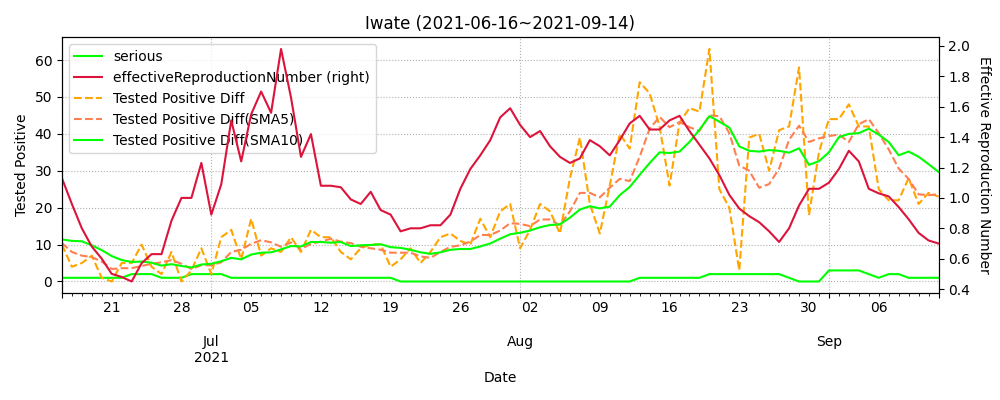 Iwate (2021-06-16~2021-09-14)
serious
effectiveReproductionNumber (right)
Tested Positive Diff
Tested Positive Diff(SMA5)
Tested Positive Diff(SMA10)
Tested Positive
60
50
40
30
20
10
0
2.0
1.8
1.6
1.4
1.2
1.0
0.8
0.6
0.4
Effective Reproduction Number
21 28 05 12 19 26 02 09 16 23 30 06
Jul Aug Sep
2021
Date